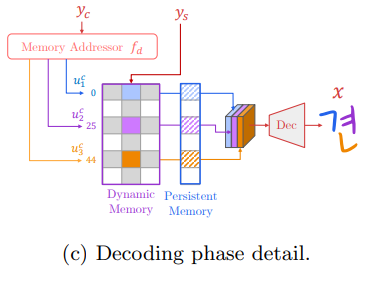 y_c
y_s
Memory Addressor f_d
u_1^c 0
u_2^c 25
u_3^c 44
Dynamic Memory
Persistent Memory
Dec
x
견
(c) Decoding phase detail.